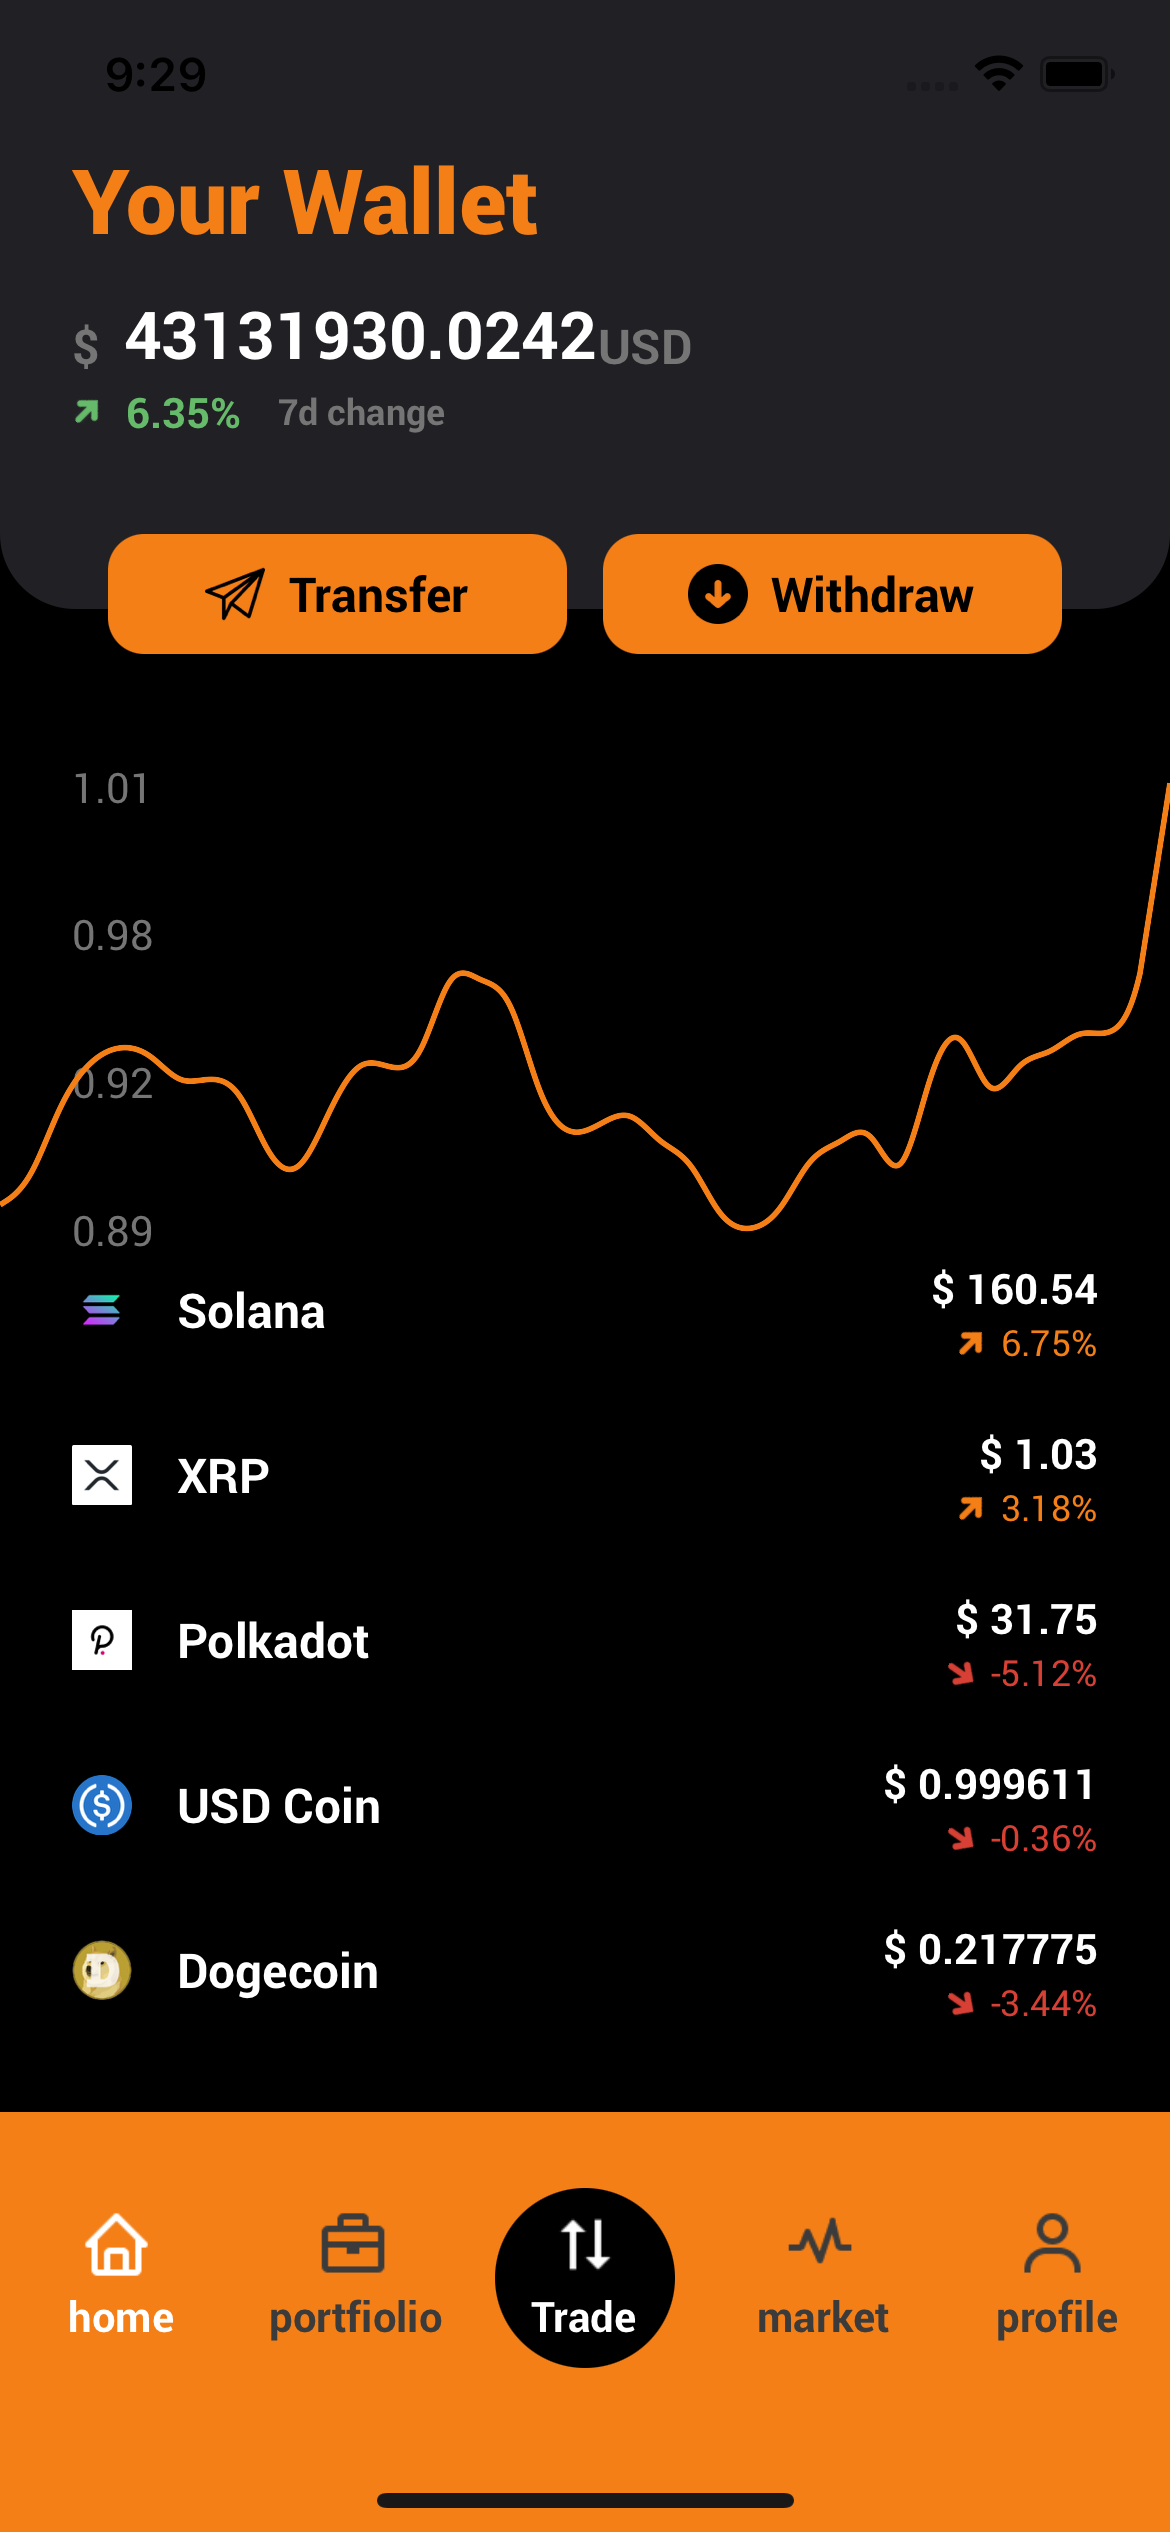 9:29
Your Wallet
$ 43131930.0242USD
6.35% 7d change
Transfer Withdraw
1.01
0.98
0.92
0.89
Solana
$ 160.54
6.75%
XRP
$ 1.03
3.18%
Polkadot
$ 31.75
-5.12%
USD Coin
$ 0.999611
-0.36%
Dogecoin
$ 0.217775
-3.44%
home portfiolio Trade market profile